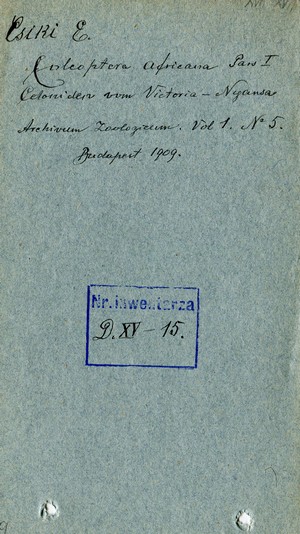 Csiki E.
Coleoptera africana Pars I
Cetoniden vom Victoria - Nyansa
Archivum Zoologicum. Vol 1. No 5.
Budapest 1909.
Nr. inwentarza
D. XV - 15.